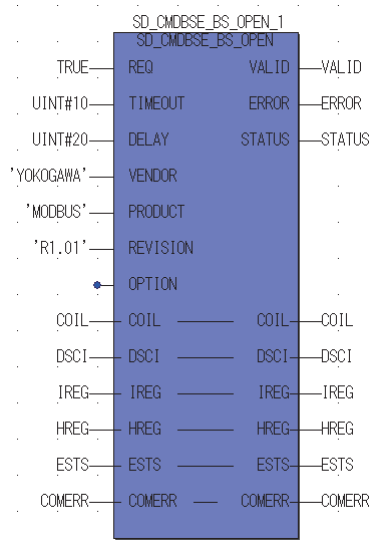 SD_CMDBSE_BS_OPEN_1
SD_CMDBSE_BS_OPEN
TRUE REQ VALID VALID
UINT#10 TIMEOUT ERROR ERROR
UINT#20 DELAY STATUS STATUS
'YOKOGAWA' VENDOR
'MODBUS' PRODUCT
'R1.01' REVISION
OPTION
COIL COIL COIL COIL
DSCI DSCI DSCI DSCI
IREG IREG IREG IREG
HREG HREG HREG HREG
ESTS ESTS ESTS ESTS
COMERR COMERR COMERR COMERR